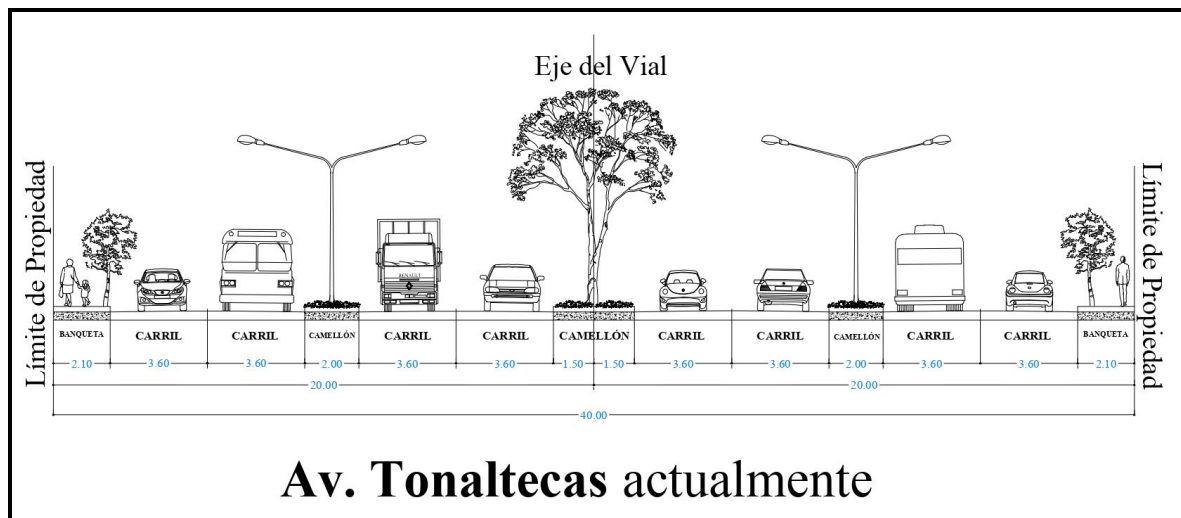 Eje del Vial
Límite de Propiedad
Límite de Propiedad
RENAULT
BANQUETA CARRIL CARRIL CAMELLÓN CARRIL CARRIL CAMELLÓN CARRIL CARRIL CAMELLÓN CARRIL CARRIL BANQUETA
2.10 3.60 3.60 2.00 3.60 3.60 1.50 1.50 3.60 3.60 2.00 3.60 3.60 2.10
20.00 20.00
40.00
Av. Tonaltecas actualmente